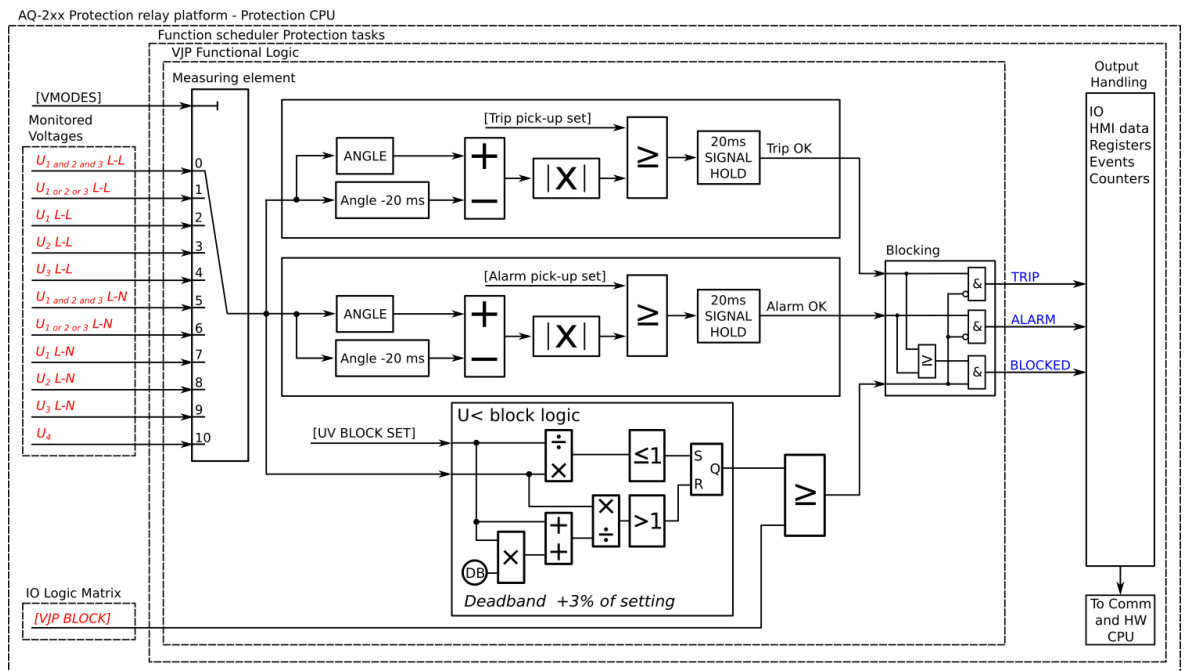 AQ-2xx Protection relay platform - Protection CPU
Function scheduler Protection tasks
VJP Functional Logic
Measuring element
[VMODES]
Monitored
Voltages
U1 and 2 and 3 L-L
U1 or 2 or 3 L-L
U1 L-L
U2 L-L
U3 L-L
U1 and 2 and 3 L-N
U1 or 2 or 3 L-N
U1 L-N
U2 L-N
U3 L-N
U4
0
1
2
3
4
5
6
7
8
9
10
[Trip pick-up set]
ANGLE
Angle -20 ms
+
−
|X|
≥
20ms
SIGNAL
HOLD
Trip OK
[Alarm pick-up set]
ANGLE
Angle -20 ms
+
−
|X|
≥
20ms
SIGNAL
HOLD
Alarm OK
U< block logic
[UV BLOCK SET]
÷
×
≤1
S
R
Q
×
÷
>1
+
+
×
DB
Deadband +3% of setting
≥
Blocking
&
&
≥
&
TRIP
ALARM
BLOCKED
Output
Handling
IO
HMI data
Registers
Events
Counters
To Comm
and HW
CPU
IO Logic Matrix
[VJP BLOCK]